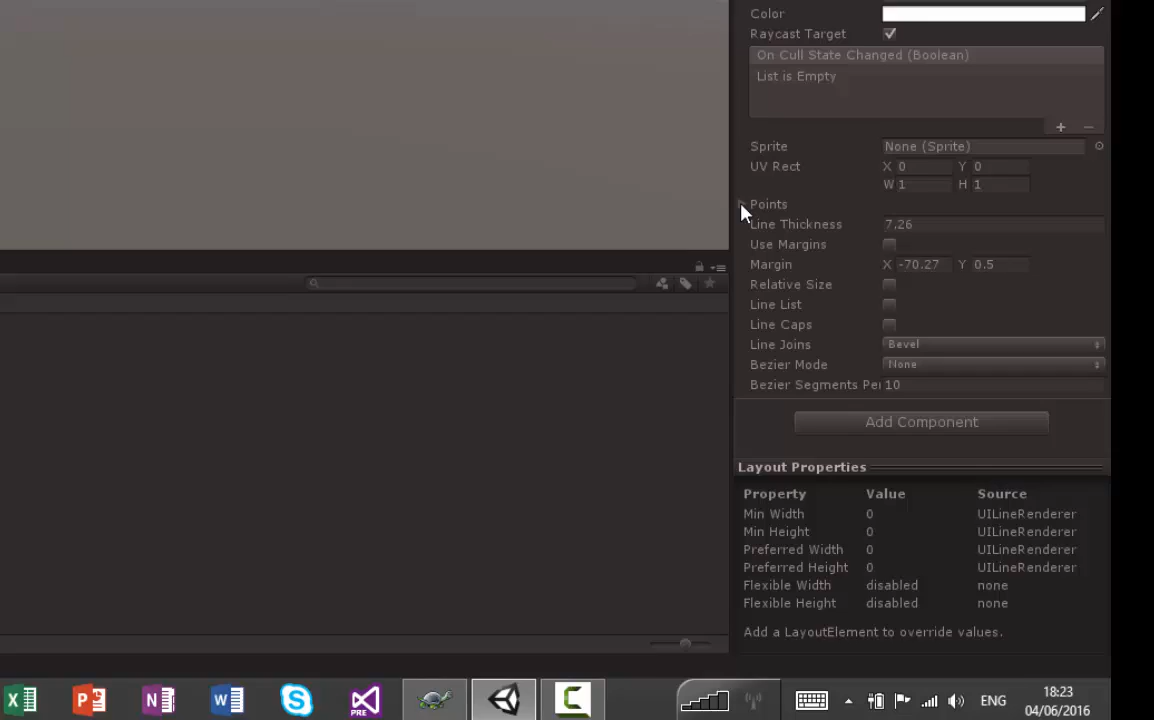 Color
Raycast Target
On Cull State Changed (Boolean)
List is Empty
Sprite None (Sprite)
UV Rect X 0 Y 0
W 1 H 1
Points
Line Thickness 7.26
Use Margins
Margin X -70.27 Y 0.5
Relative Size
Line List
Line Caps
Line Joins Bevel
Bezier Mode None
Bezier Segments Per 10
Add Component
Layout Properties
Property Value Source
Min Width 0 UILineRenderer
Min Height 0 UILineRenderer
Preferred Width 0 UILineRenderer
Preferred Height 0 UILineRenderer
Flexible Width disabled none
Flexible Height disabled none
Add a LayoutElement to override values.
PRE
ENG
18:23
04/06/2016